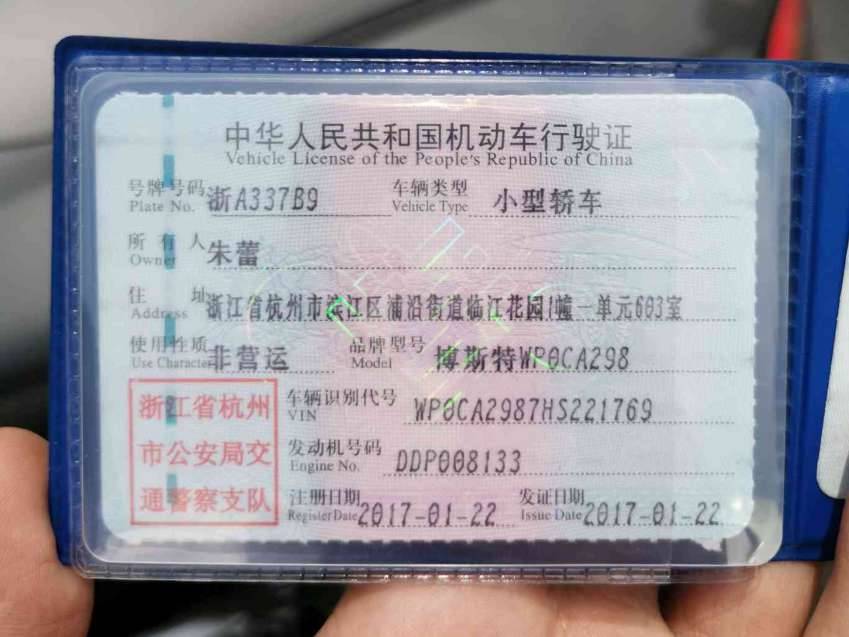 中华人民共和国机动车行驶证
Vehicle License of the People's Republic of China
号牌号码 浙A337B9 车辆类型 小型轿车
Plate No. Vehicle Type
所有人 朱蕾
Owner
住址 浙江省杭州市滨江区浦沿街道临江花园1幢一单元603室
Address
使用性质 非营运 品牌型号 博斯特WP0CA298
Use Character Model
浙江省杭州
市公安局交
通警察支队
车辆识别代号 WP0CA2987HS221769
VIN
发动机号码 DDP008133
Engine No.
注册日期 2017-01-22 发证日期 2017-01-22
Register Date Issue Date